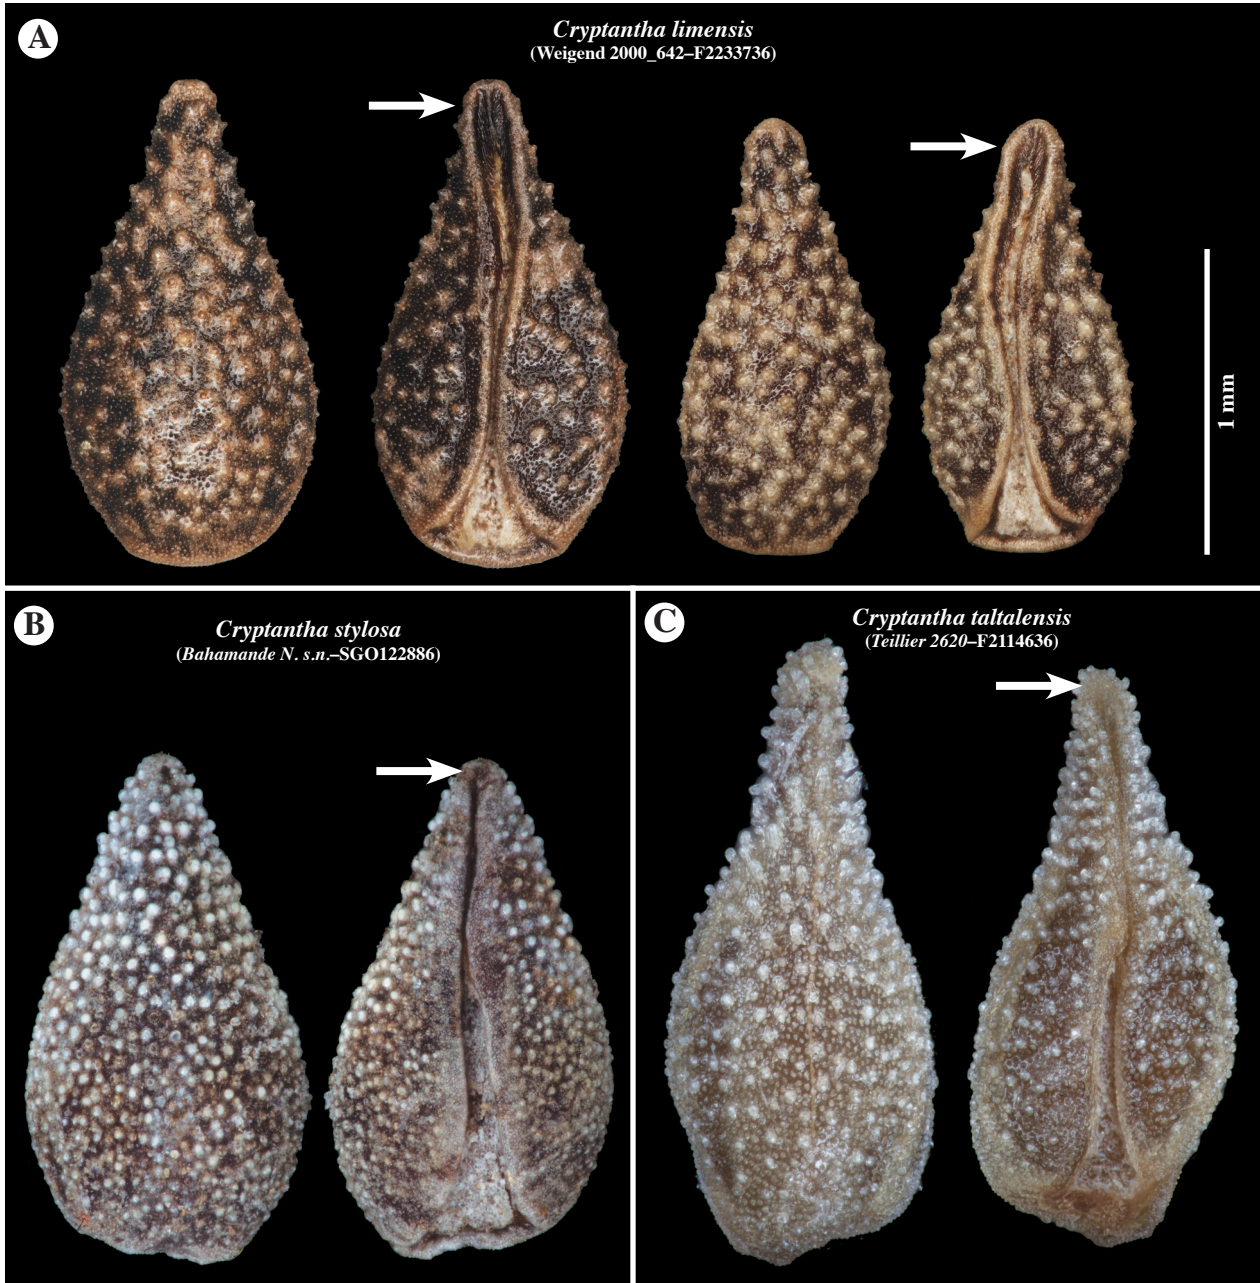 A
Cryptantha limensis
(Weigend 2000_642–F2233736)
1 mm
B
Cryptantha stylosa
(Bahamande N. s.n.–SGO122886)
C
Cryptantha taltalensis
(Teillier 2620–F2114636)